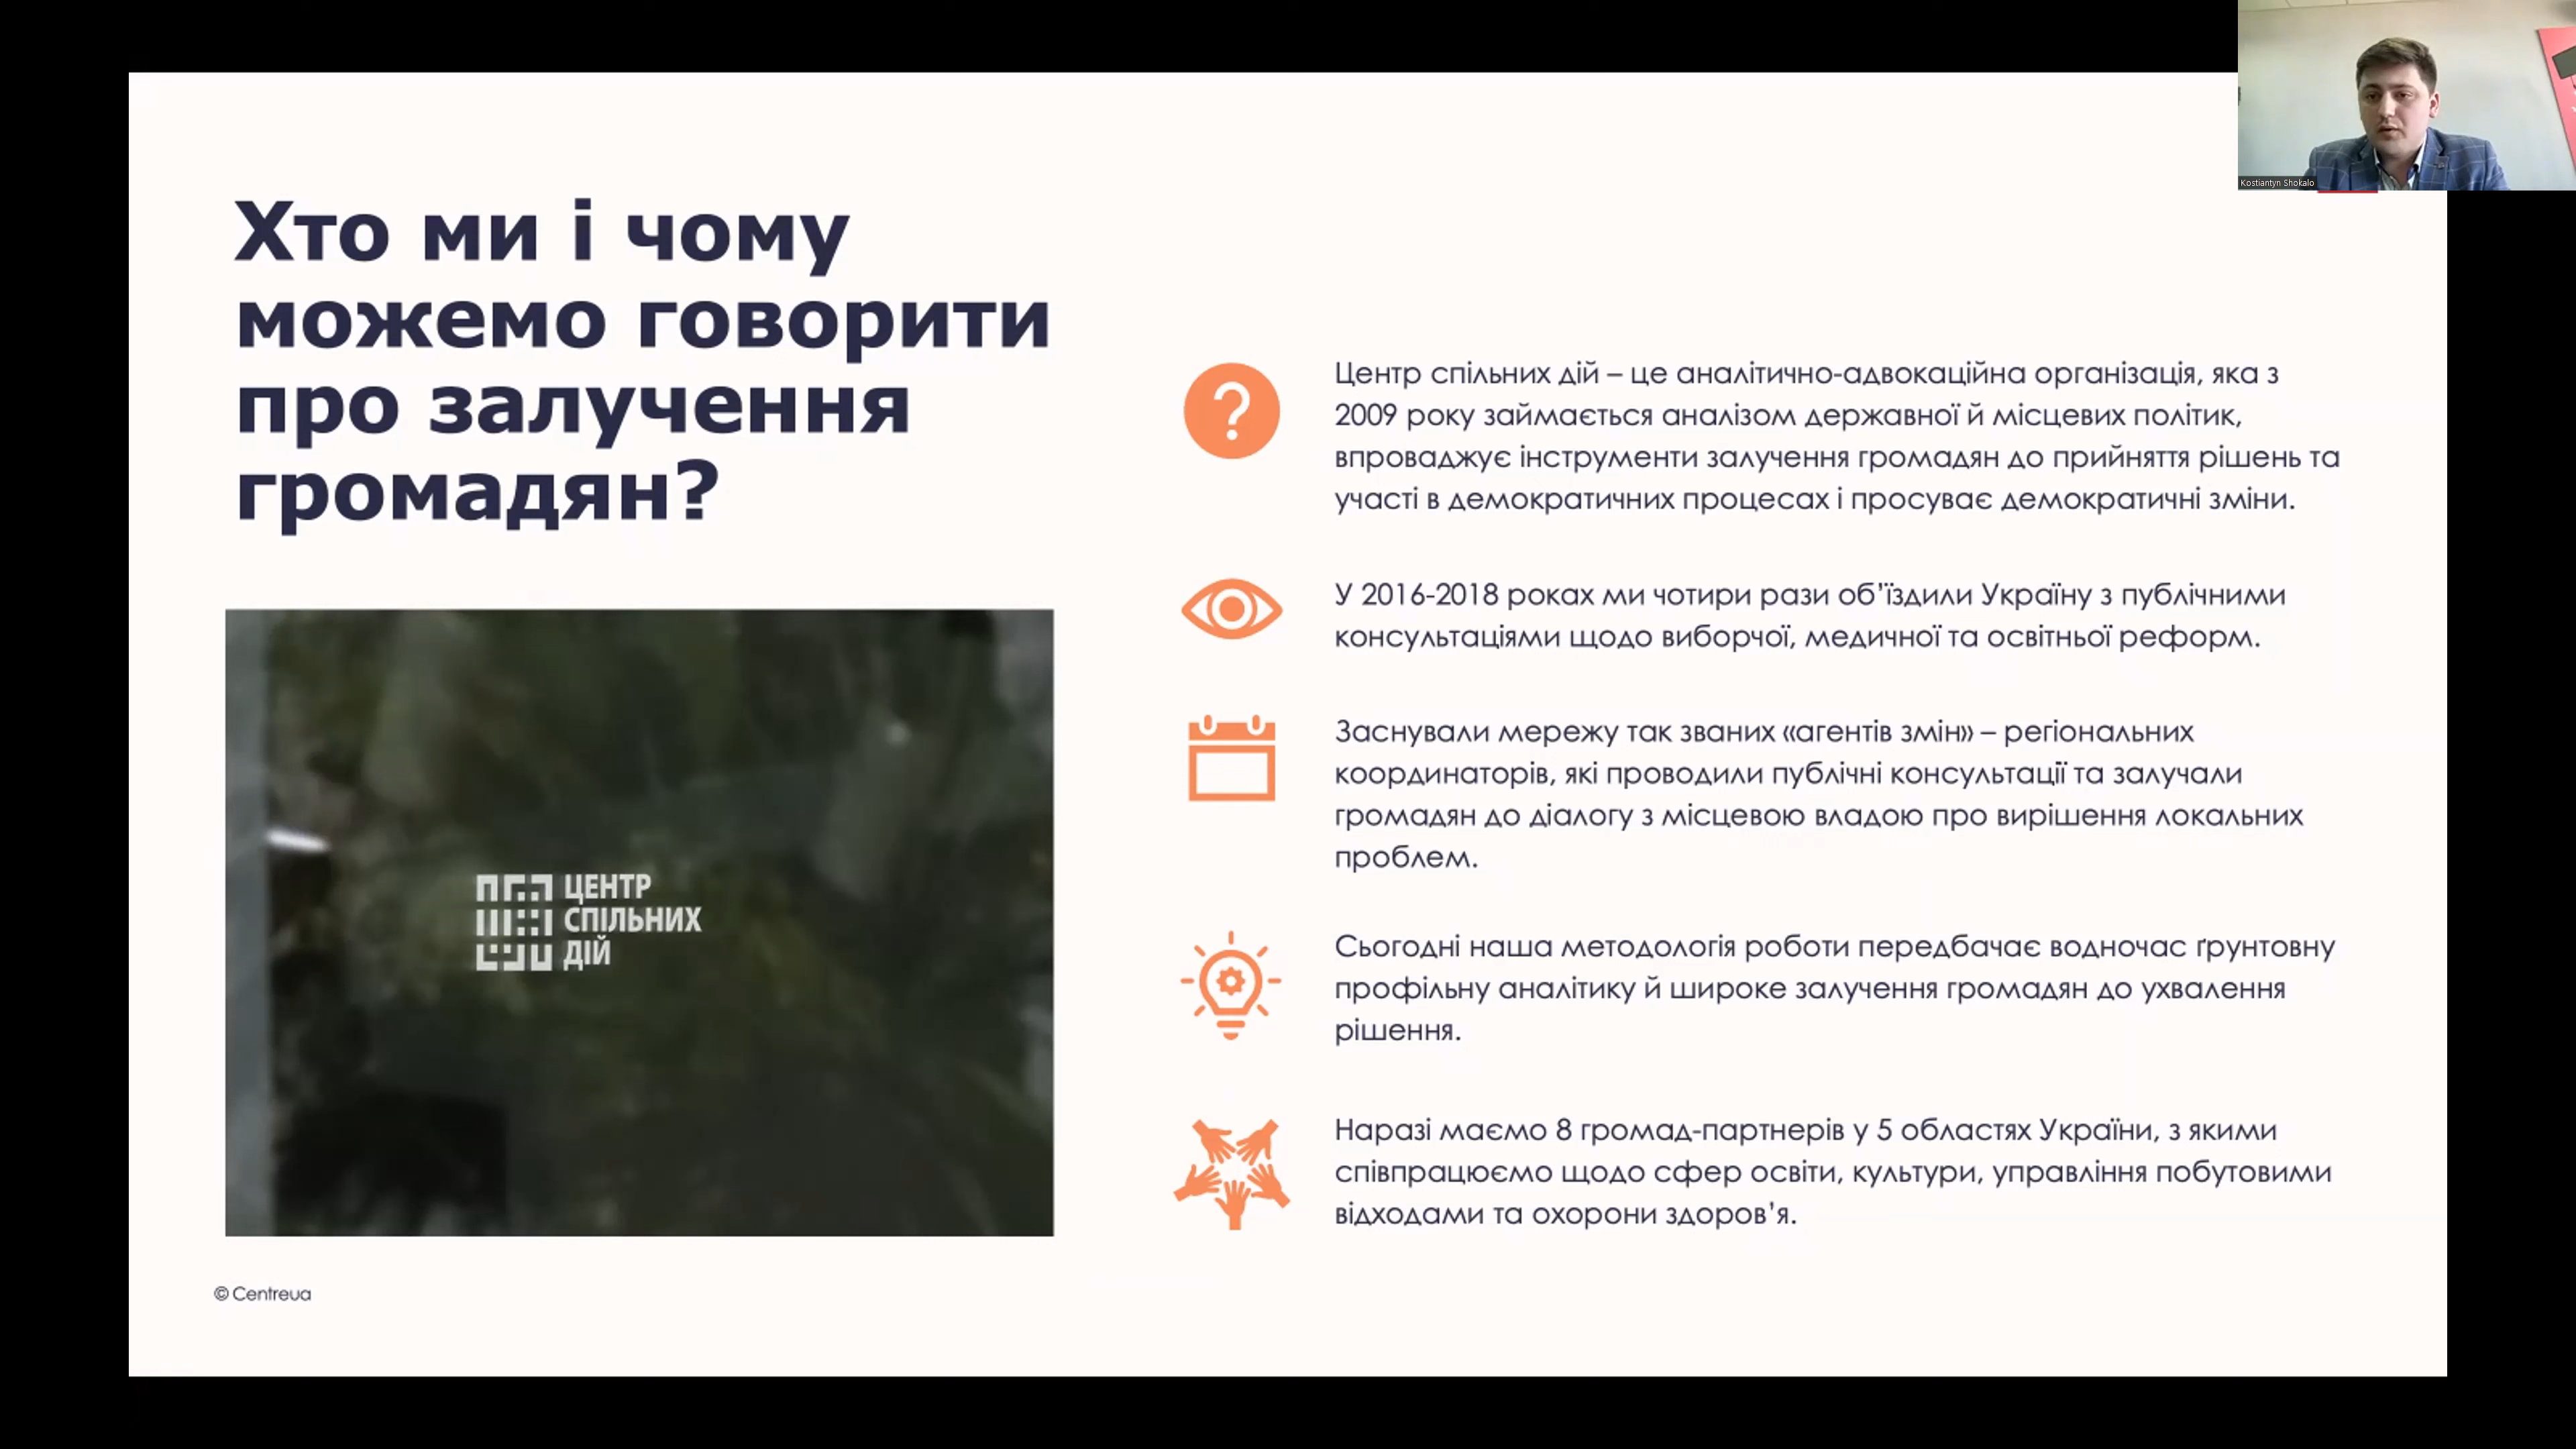 Kostiantyn Shokalo
Хто ми і чому
можемо говорити
про залучення
громадян?
ЦЕНТР
СПІЛЬНИХ
ДІЙ
© Centreua
Центр спільних дій – це аналітично-адвокаційна організація, яка з
2009 року займається аналізом державної й місцевих політик,
впроваджує інструменти залучення громадян до прийняття рішень та
участі в демократичних процесах і просуває демократичні зміни.
У 2016-2018 роках ми чотири рази об’їздили Україну з публічними
консультаціями щодо виборчої, медичної та освітньої реформ.
Заснували мережу так званих «агентів змін» – регіональних
координаторів, які проводили публічні консультації та залучали
громадян до діалогу з місцевою владою про вирішення локальних
проблем.
Сьогодні наша методологія роботи передбачає водночас ґрунтовну
профільну аналітику й широке залучення громадян до ухвалення
рішення.
Наразі маємо 8 громад-партнерів у 5 областях України, з якими
співпрацюємо щодо сфер освіти, культури, управління побутовими
відходами та охорони здоров’я.